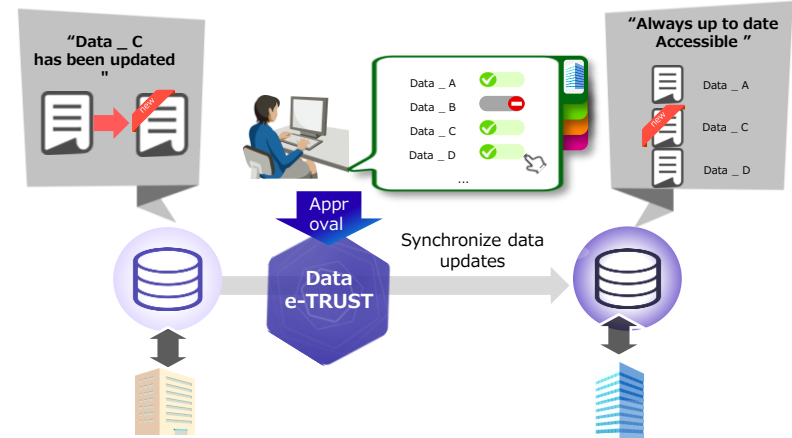 “Data _ C
has been updated
"
new
Data _ A
Data _ B
Data _ C
Data _ D
...
“Always up to date
Accessible ”
Data _ A
new
Data _ C
Data _ D
Appr
oval
Data
e-TRUST
Synchronize data
updates